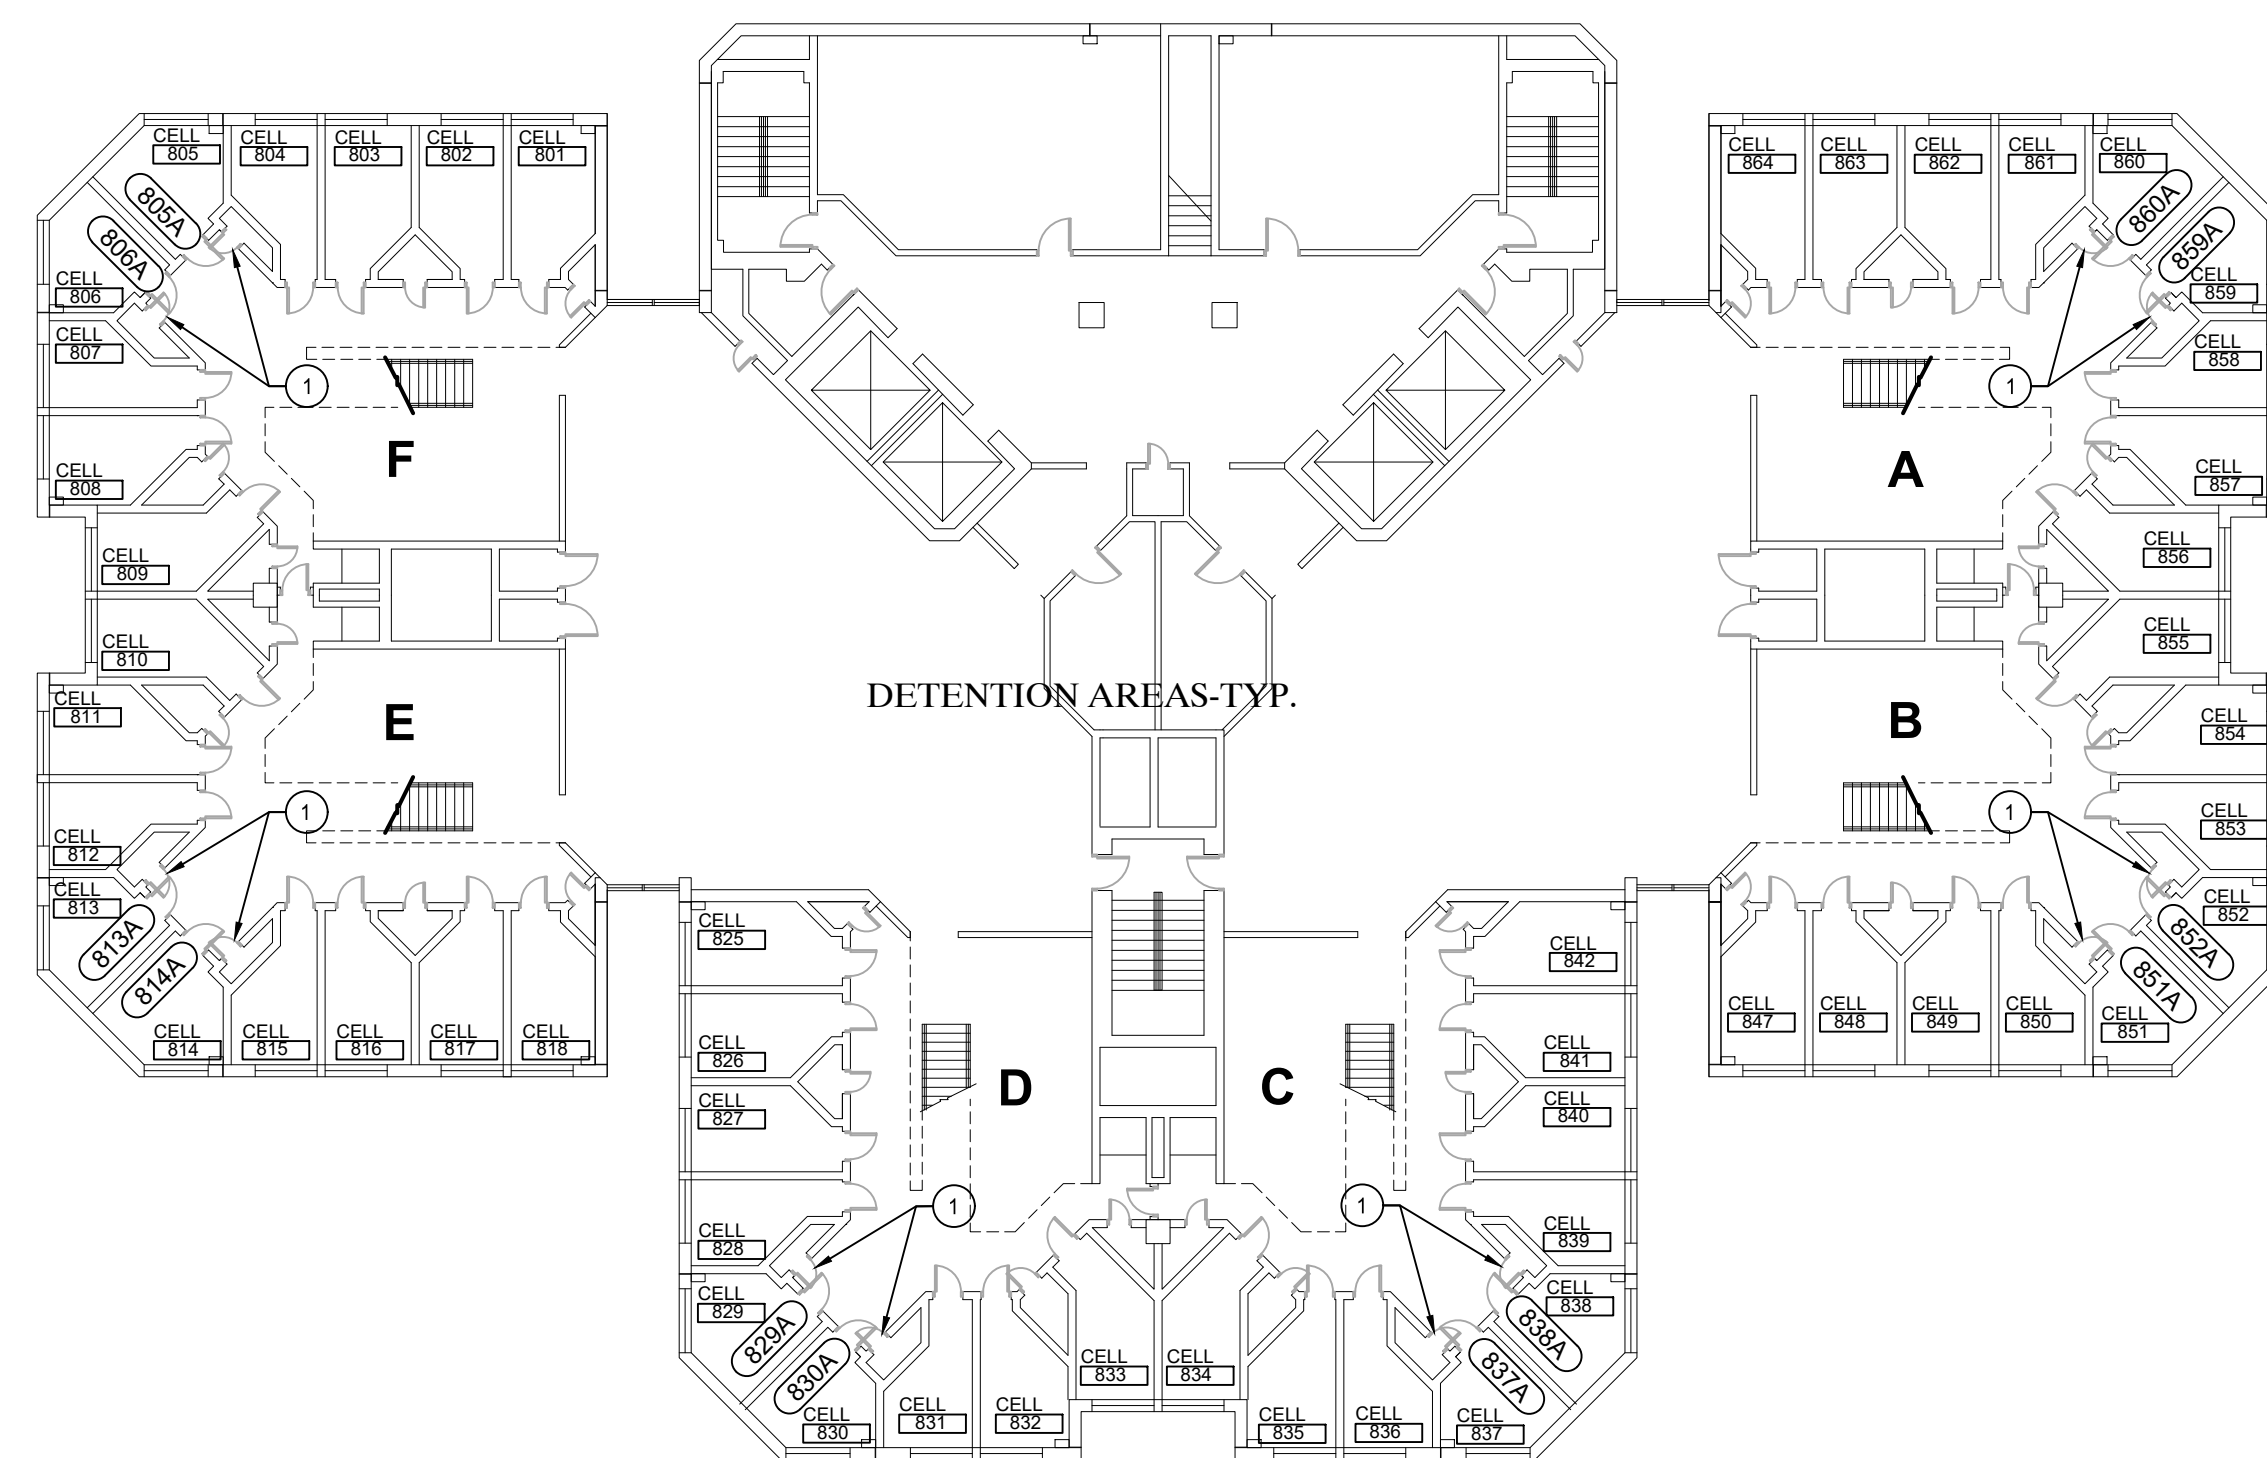 CELL
805
CELL
804
CELL
803
CELL
802
CELL
801
805A
806A
CELL
806
CELL
807
1
CELL
808
F
CELL
809
CELL
810
CELL
811
E
CELL
812
1
CELL
813
813A
814A
CELL
814
CELL
815
CELL
816
CELL
817
CELL
818
DETENTION AREAS-TYP.
CELL
864
CELL
863
CELL
862
CELL
861
CELL
860
860A
859A
CELL
859
CELL
858
1
A
CELL
857
CELL
856
CELL
855
B
CELL
854
1
CELL
853
CELL
852
852A
851A
CELL
847
CELL
848
CELL
849
CELL
850
CELL
851
CELL
825
CELL
826
D
CELL
827
1
CELL
828
CELL
829
829A
830A
CELL
830
CELL
831
CELL
832
CELL
833
CELL
834
CELL
842
C
CELL
841
CELL
840
1
CELL
839
CELL
838
838A
837A
CELL
835
CELL
836
CELL
837